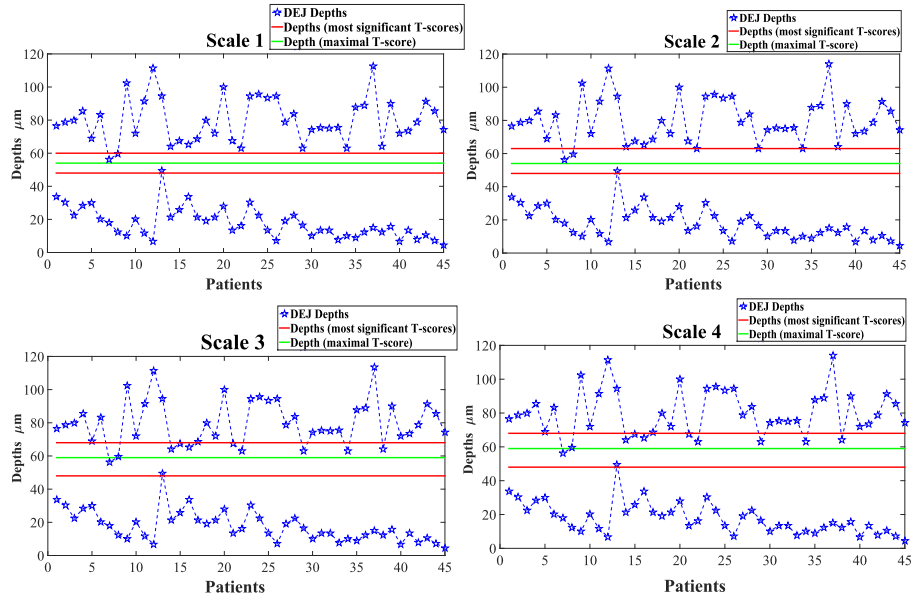 Scale 1
DEJ Depths
Depths (most significant T-scores)
Depth (maximal T-score)
120
100
80
60
40
20
0
Depths μm
0 5 10 15 20 25 30 35 40 45
Patients
Scale 2
DEJ Depths
Depths (most significant T-scores)
Depth (maximal T-score)
120
100
80
60
40
20
0
Depths μm
0 5 10 15 20 25 30 35 40 45
Patients
Scale 3
DEJ Depths
Depths (most significant T-scores)
Depth (maximal T-score)
120
100
80
60
40
20
0
Depths μm
0 5 10 15 20 25 30 35 40 45
Patients
Scale 4
DEJ Depths
Depths (most significant T-scores)
Depth (maximal T-score)
120
100
80
60
40
20
0
Depths μm
0 5 10 15 20 25 30 35 40 45
Patients